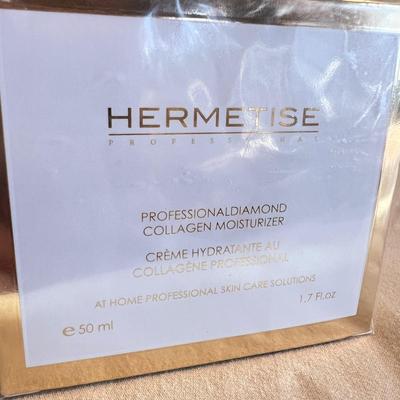 HERMETISE
PROFESSIONAL
PROFESSIONALDIAMOND
COLLAGEN MOISTURIZER
CRÈME HYDRATANTE AU
COLLAGÈNE PROFESSIONAL
AT HOME PROFESSIONAL SKIN CARE SOLUTIONS
e 50 ml 1.7 Fl.oz